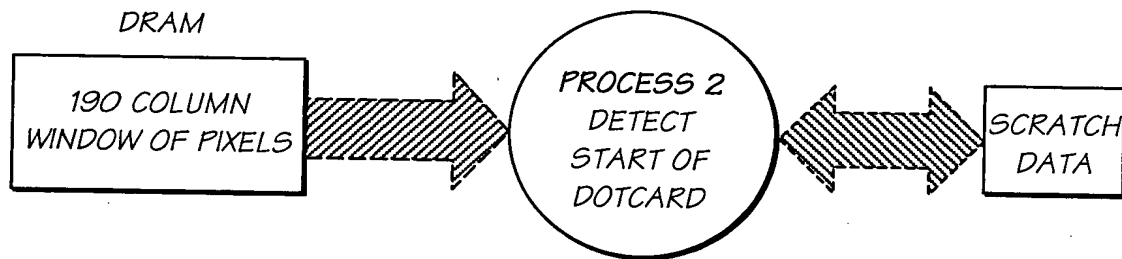 DRAM
190 COLUMN
WINDOW OF PIXELS
PROCESS 2
DETECT
START OF
DOTCARD
SCRATCH
DATA